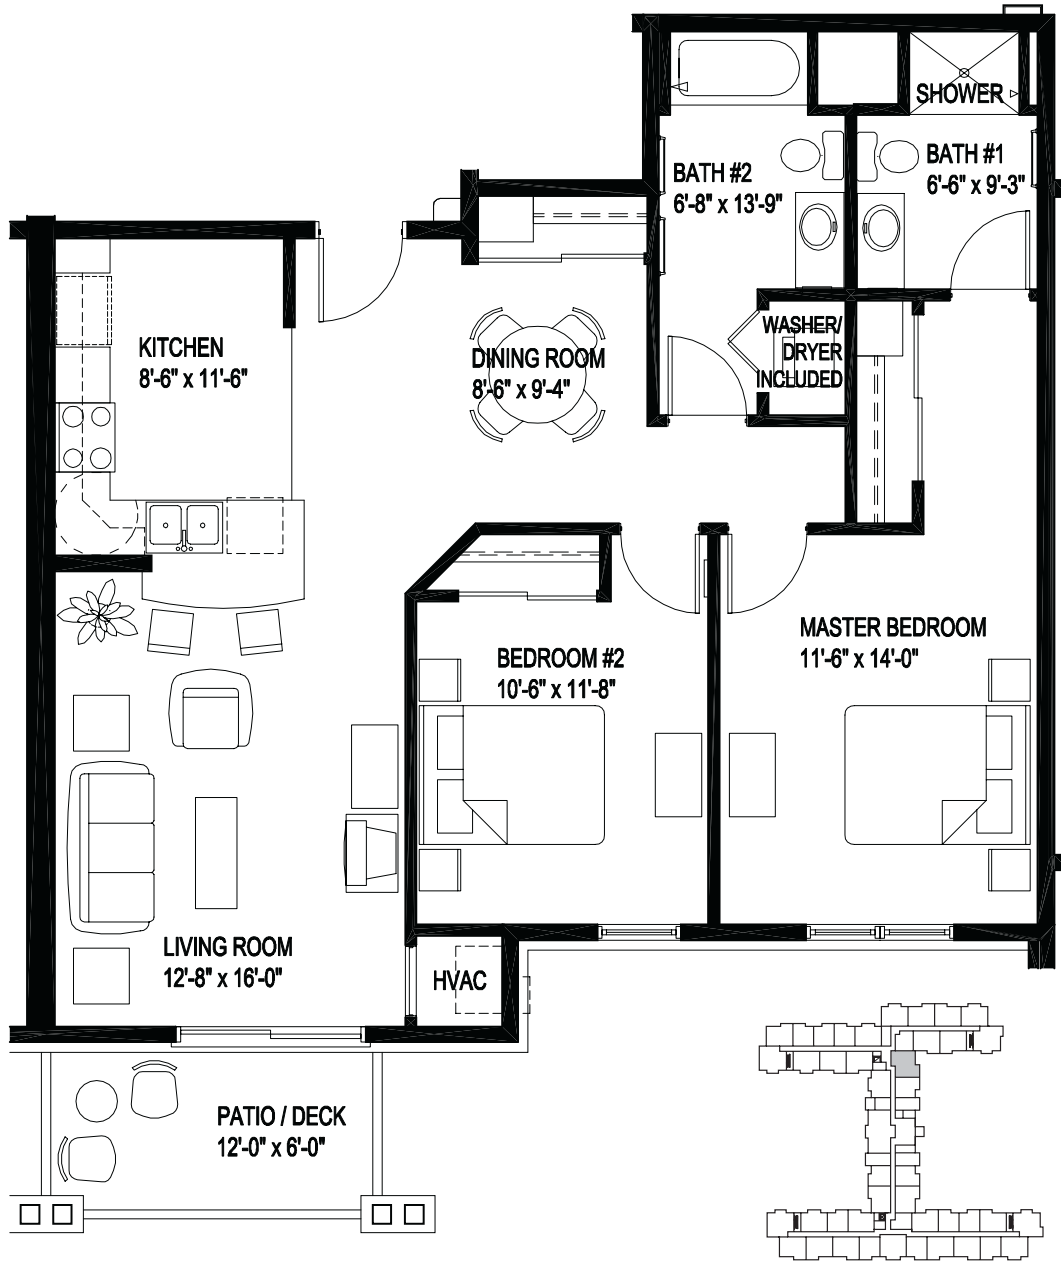 SHOWER
BATH #1
6'-6" x 9'-3"
BATH #2
6'-8" x 13'-9"
WASHER/
DRYER
INCLUDED
KITCHEN
8'-6" x 11'-6"
DINING ROOM
8'-6" x 9'-4"
MASTER BEDROOM
11'-6" x 14'-0"
BEDROOM #2
10'-6" x 11'-8"
LIVING ROOM
12'-8" x 16'-0"
HVAC
PATIO / DECK
12'-0" x 6'-0"